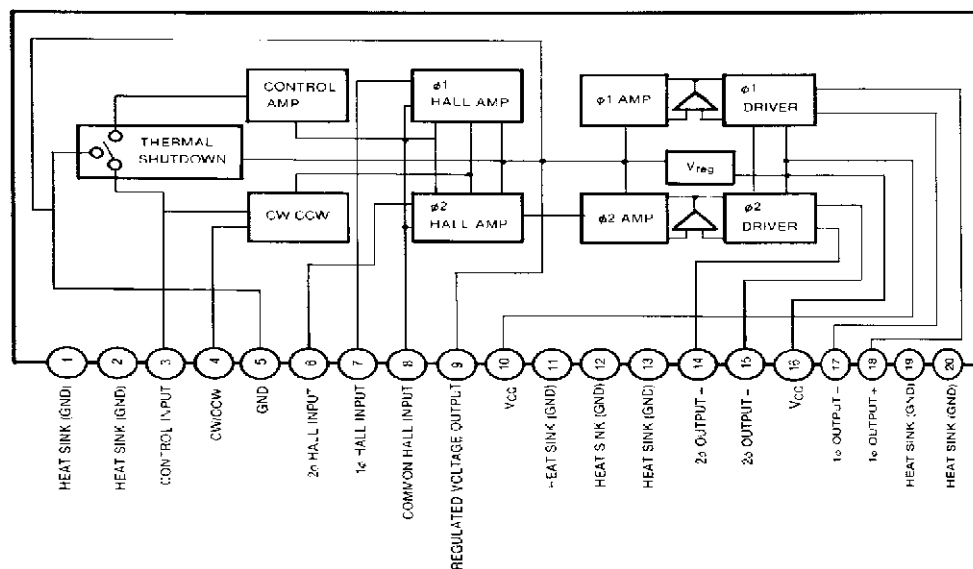 CONTROL
AMP
φ1
HALL AMP
φ1 AMP
φ1
DRIVER
THERMAL
SHUTDOWN
Vreg
CW CCW
φ2
HALL AMP
φ2 AMP
φ2
DRIVER
1
2
3
4
5
6
7
8
9
10
11
12
13
14
15
16
17
18
19
20
HEAT SINK (GND)
HEAT SINK (GND)
CONTROL INPUT
CW/CCW
GND
2φ HALL INPUT
1φ HALL INPUT
COMMON HALL INPUT
REGULATED VOLTAGE OUTPUT
VCC
HEAT SINK (GND)
HEAT SINK (GND)
HEAT SINK (GND)
2φ OUTPUT −
2φ OUTPUT −
VCC
1φ OUTPUT −
1φ OUTPUT +
HEAT SINK (GND)
HEAT SINK (GND)